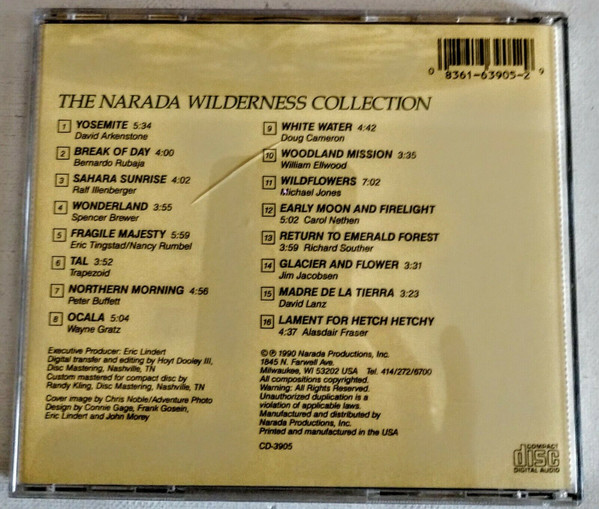 0 8361-63905-2 9
THE NARADA WILDERNESS COLLECTION
1 YOSEMITE 5:34
David Arkenstone
2 BREAK OF DAY 4:00
Bernardo Rubaja
3 SAHARA SUNRISE 4:02
Ralf Illenberger
4 WONDERLAND 3:55
Spencer Brewer
5 FRAGILE MAJESTY 5:59
Eric Tingstad/Nancy Rumbel
6 TAL 3:52
Trapezoid
7 NORTHERN MORNING 4:56
Peter Buffett
8 OCALA 5:04
Wayne Gratz
9 WHITE WATER 4:42
Doug Cameron
10 WOODLAND MISSION 3:35
William Ellwood
11 WILDFLOWERS 7:02
Michael Jones
12 EARLY MOON AND FIRELIGHT
5:02 Carol Nethen
13 RETURN TO EMERALD FOREST
3:59 Richard Souther
14 GLACIER AND FLOWER 3:31
Jim Jacobsen
15 MADRE DE LA TIERRA 3:23
David Lanz
16 LAMENT FOR HETCH HETCHY
4:37 Alasdair Fraser
Executive Producer: Eric Lindert
Digital transfer and editing by Hoyt Dooley III,
Disc Mastering, Nashville, TN
Custom mastered for compact disc by
Randy Kling, Disc Mastering, Nashville, TN
Cover image by Chris Noble/Adventure Photo
Design by Connie Gage, Frank Gosein,
Eric Lindert and John Morey
© ℗ 1990 Narada Productions, Inc.
1845 N. Farwell Ave.
Milwaukee, WI 53202 USA Tel. 414/272/6700
All compositions copyrighted.
Warning: All Rights Reserved.
Unauthorized duplication is a
violation of applicable laws.
Manufactured and distributed by
Narada Productions, Inc.
Printed and manufactured in the USA
CD-3905
COMPACT
disc
DIGITAL AUDIO